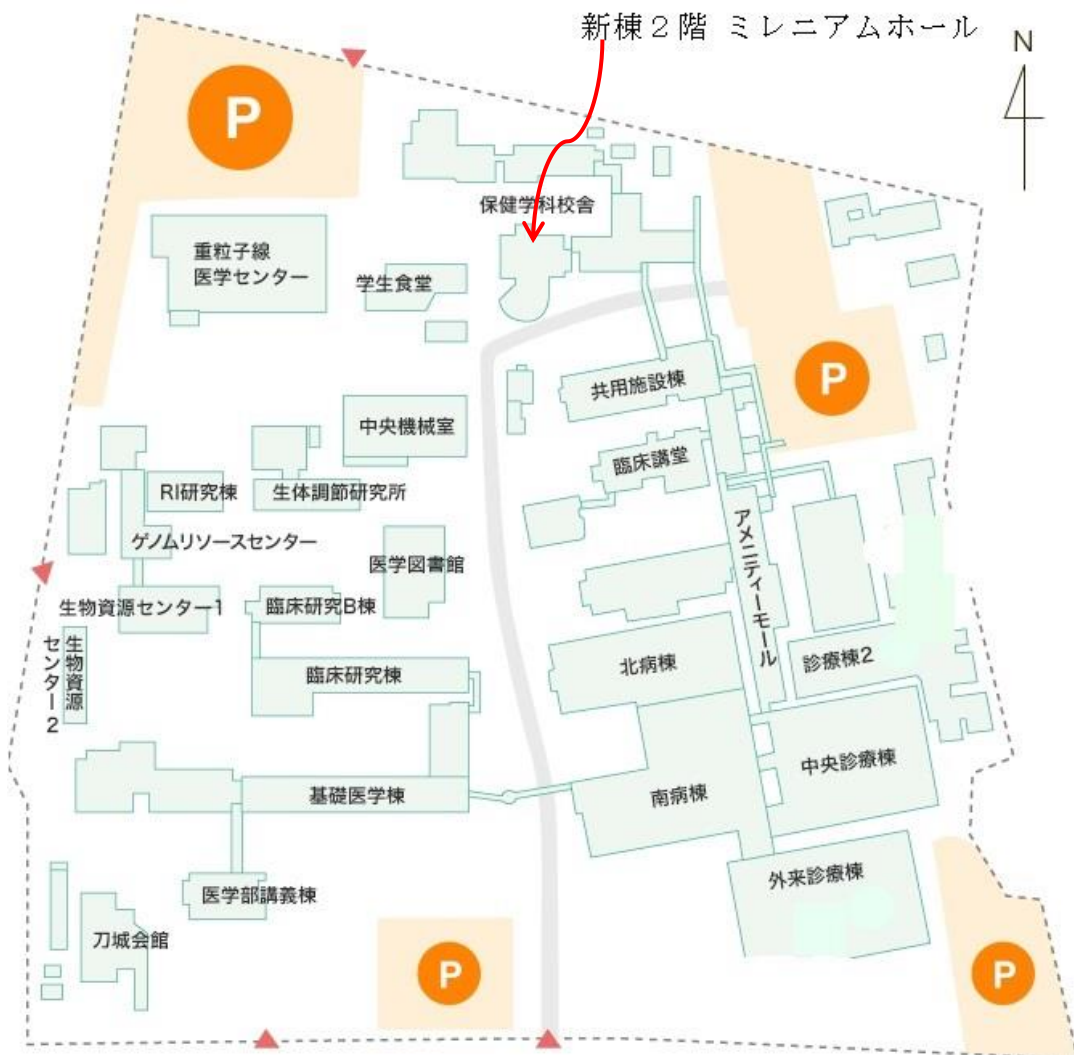 新棟２階 ミレニアムホール
N
P
保健学科校舎
重粒子線
医学センター
学生食堂
P
共用施設棟
中央機械室
臨床講堂
RI研究棟
生体調節研究所
ゲノムリソースセンター
医学図書館
アメニティーモール
生物資源センター1
臨床研究B棟
生物資源
センター2
臨床研究棟
北病棟
診療棟2
中央診療棟
基礎医学棟
南病棟
外来診療棟
医学部講義棟
刀城会館
P
P